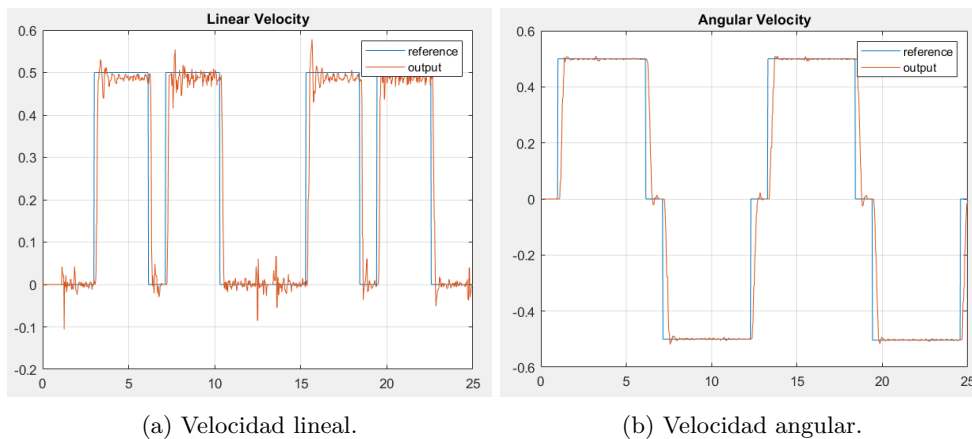 Linear Velocity
0.6
0.5
0.4
0.3
0.2
0.1
0
-0.1
-0.2
0 5 10 15 20 25
reference
output
Angular Velocity
0.6
0.4
0.2
0
-0.2
-0.4
-0.6
0 5 10 15 20 25
reference
output
(a) Velocidad lineal.
(b) Velocidad angular.